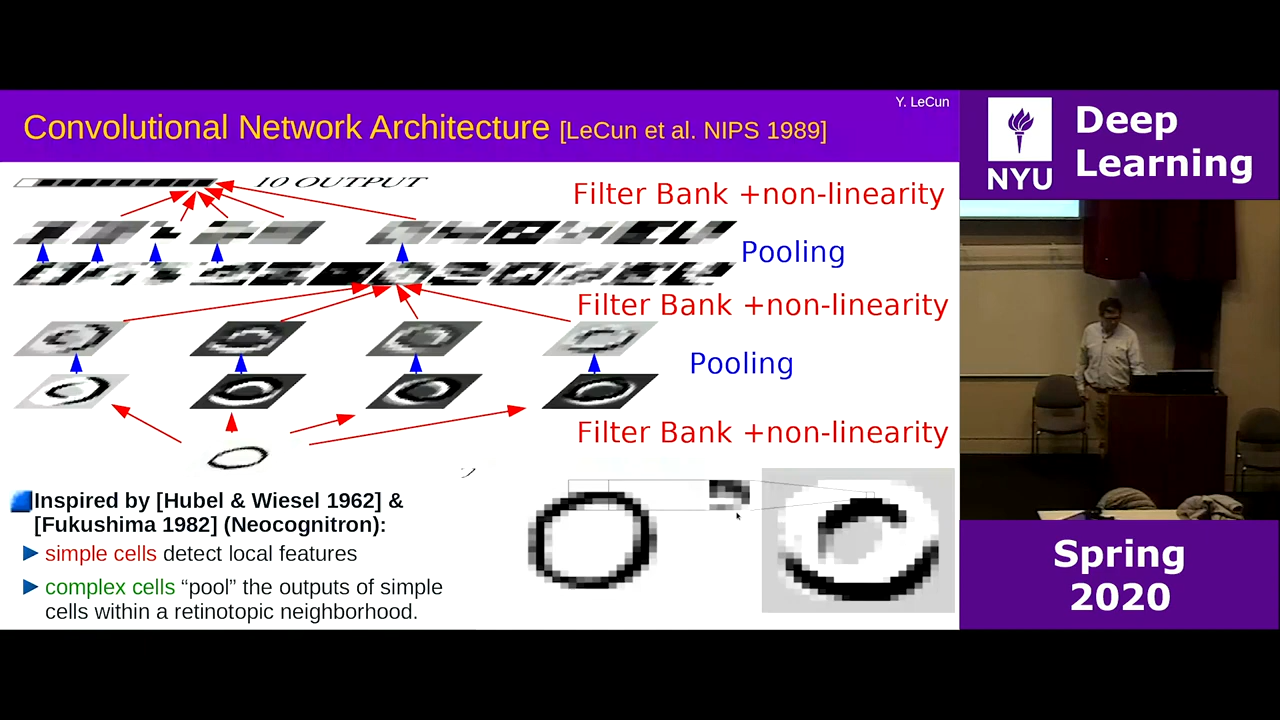 Y. LeCun
Convolutional Network Architecture [LeCun et al. NIPS 1989]
10 OUTPUT
Filter Bank +non-linearity
Pooling
Filter Bank +non-linearity
Pooling
Filter Bank +non-linearity
Inspired by [Hubel & Wiesel 1962] &
[Fukushima 1982] (Neocognitron):
simple cells detect local features
complex cells “pool” the outputs of simple
cells within a retinotopic neighborhood.
NYU
Deep
Learning
Spring
2020